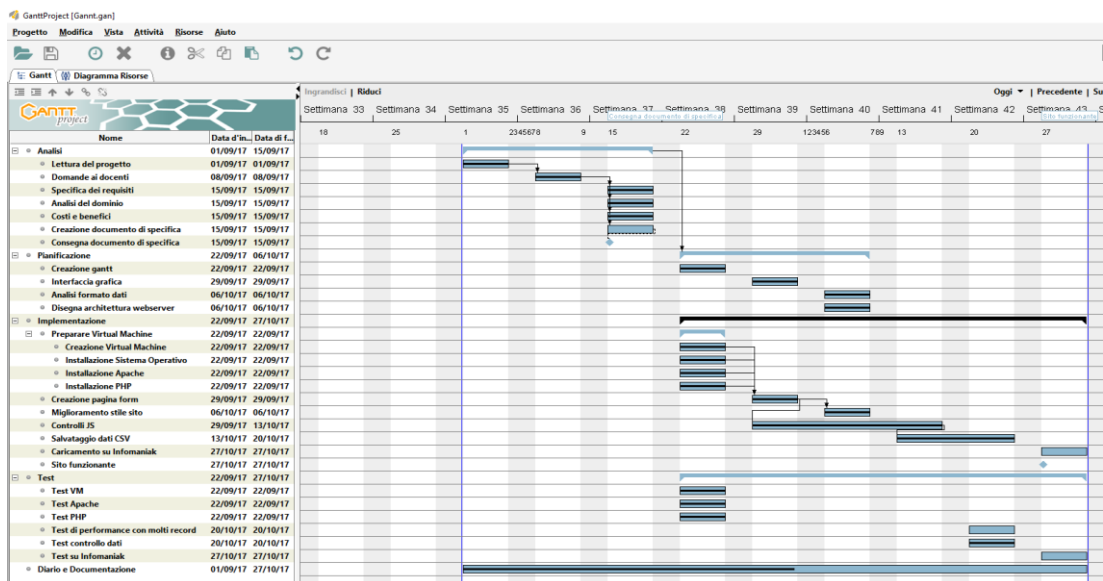 GanttProject [Gannt.gan]
Progetto Modifica Vista Attività Risorse Aiuto
Gantt Diagramma Risorse
Ingrandisci | Riduci Oggi | Precedente | Su
GANTT project
Settimana 33 Settimana 34 Settimana 35 Settimana 36 Settimana 37 Settimana 38 Settimana 39 Settimana 40 Settimana 41 Settimana 42 Settimana 43 S
Consegna documento di specifica Sito funzionante
18 25 1 2345678 9 15 22 29 123456 789 13 20 27
Nome Data d'in... Data di f...
Analisi 01/09/17 15/09/17
Lettura del progetto 01/09/17 01/09/17
Domande ai docenti 08/09/17 08/09/17
Specifica dei requisiti 15/09/17 15/09/17
Analisi del dominio 15/09/17 15/09/17
Costi e benefici 15/09/17 15/09/17
Creazione documento di specifica 15/09/17 15/09/17
Consegna documento di specifica 15/09/17 15/09/17
Pianificazione 22/09/17 06/10/17
Creazione gantt 22/09/17 22/09/17
Interfaccia grafica 29/09/17 29/09/17
Analisi formato dati 06/10/17 06/10/17
Disegna architettura webserver 06/10/17 06/10/17
Implementazione 22/09/17 27/10/17
Preparare Virtual Machine 22/09/17 22/09/17
Creazione Virtual Machine 22/09/17 22/09/17
Installazione Sistema Operativo 22/09/17 22/09/17
Installazione Apache 22/09/17 22/09/17
Installazione PHP 22/09/17 22/09/17
Creazione pagina form 29/09/17 29/09/17
Miglioramento stile sito 06/10/17 06/10/17
Controlli JS 29/09/17 13/10/17
Salvataggio dati CSV 13/10/17 20/10/17
Caricamento su Infomaniak 27/10/17 27/10/17
Sito funzionante 27/10/17 27/10/17
Test 22/09/17 27/10/17
Test VM 22/09/17 22/09/17
Test Apache 22/09/17 22/09/17
Test PHP 22/09/17 22/09/17
Test di performance con molti record 20/10/17 20/10/17
Test controllo dati 20/10/17 20/10/17
Test su Infomaniak 27/10/17 27/10/17
Diario e Documentazione 01/09/17 27/10/17